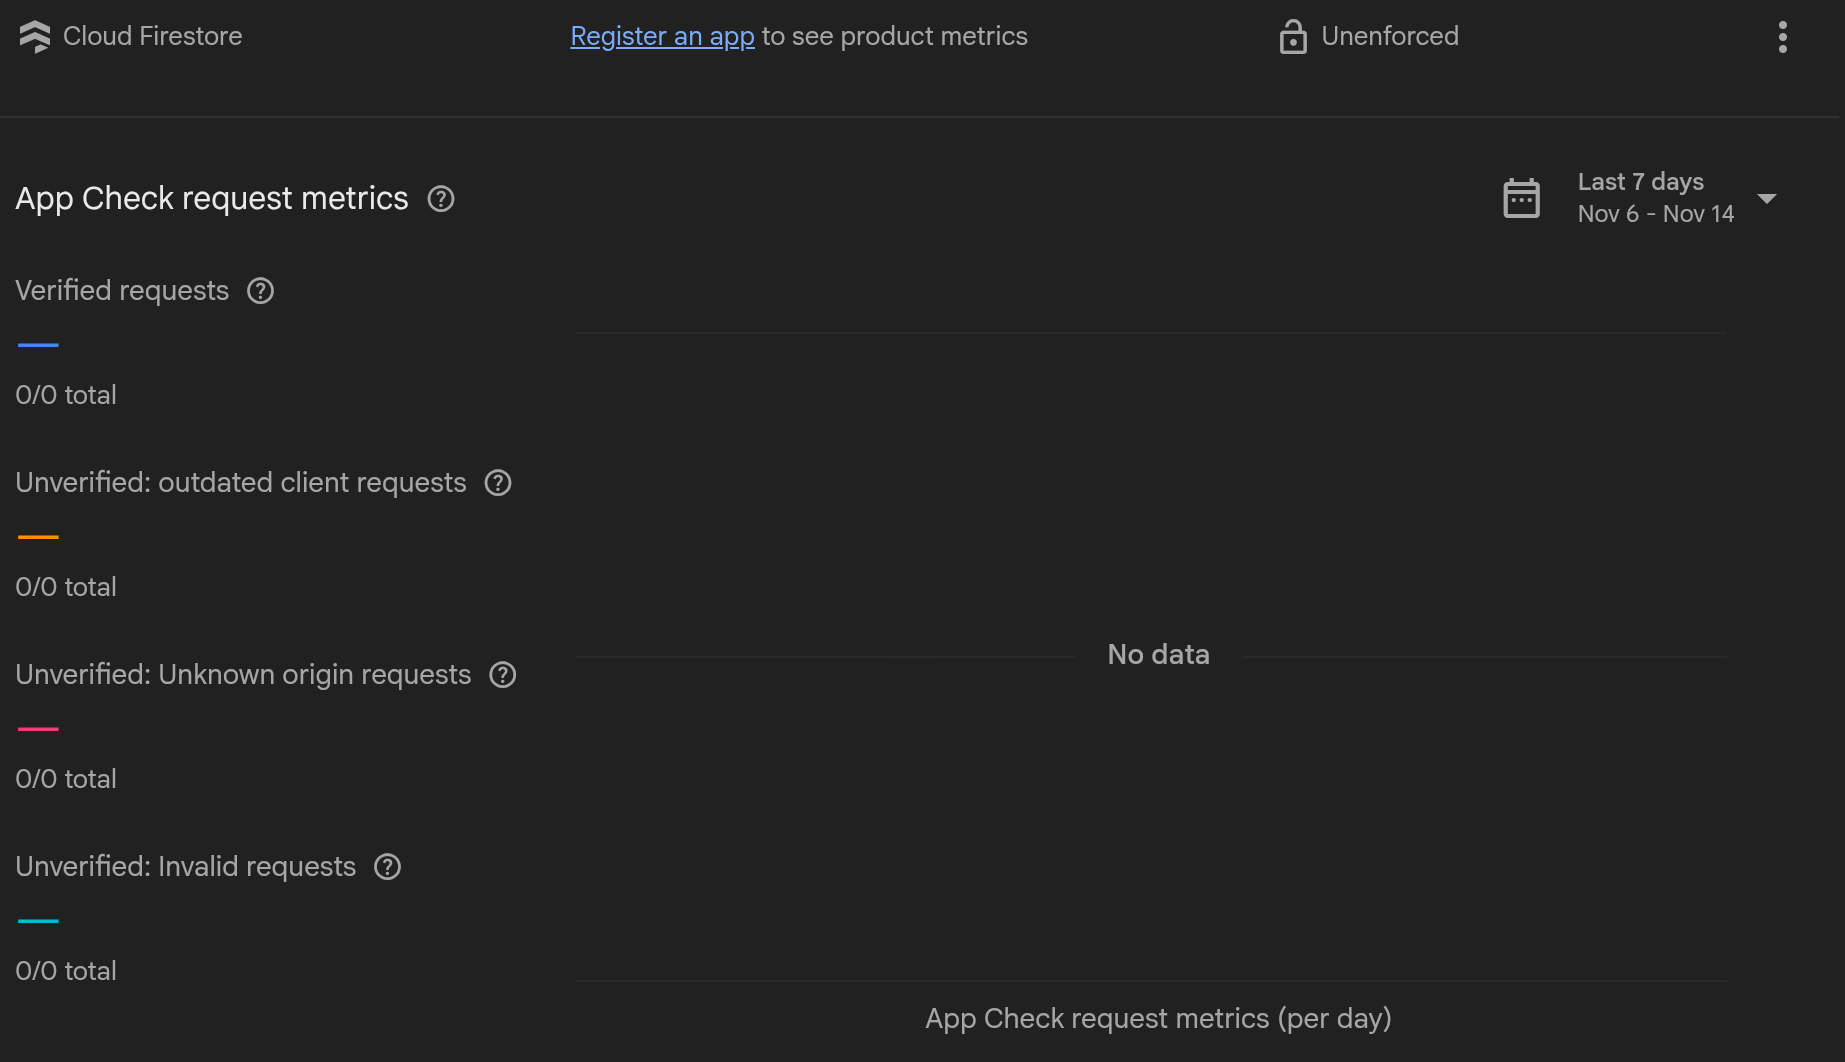 Cloud Firestore
Register an app to see product metrics
Unenforced
App Check request metrics
Last 7 days
Nov 6 - Nov 14
Verified requests
0/0 total
Unverified: outdated client requests
0/0 total
Unverified: Unknown origin requests
0/0 total
No data
Unverified: Invalid requests
0/0 total
App Check request metrics (per day)